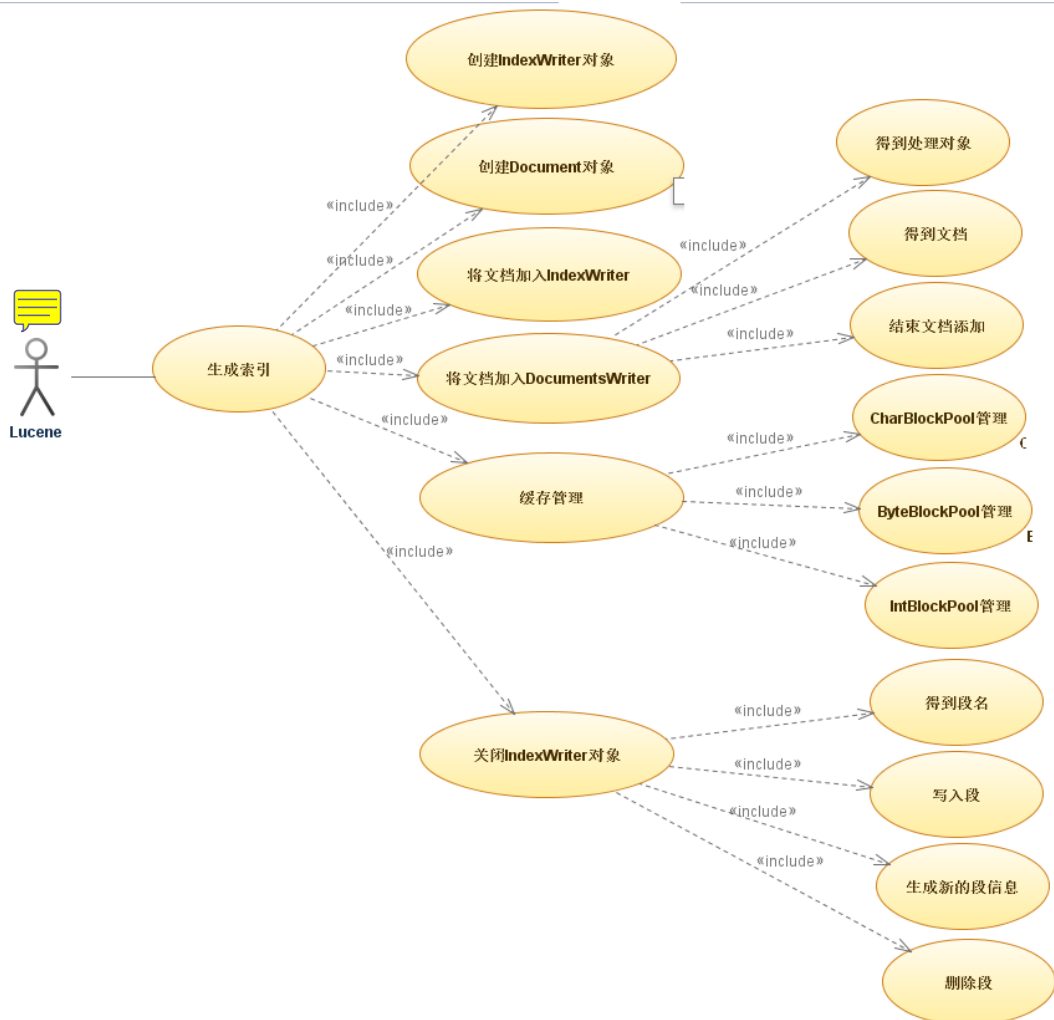 创建IndexWriter对象
创建Document对象
得到处理对象
«include»
«include»
得到文档
«include»
将文档加入IndexWriter
«include»
«include»
结束文档添加
«include»
«include»
生成索引
将文档加入DocumentsWriter
Lucene
«include»
CharBlockPool管理
«include»
C
缓存管理
«include»
ByteBlockPool管理
E
«include»
«include»
IntBlockPool管理
得到段名
«include»
关闭IndexWriter对象
«include»
写入段
«include»
生成新的段信息
«include»
删除段